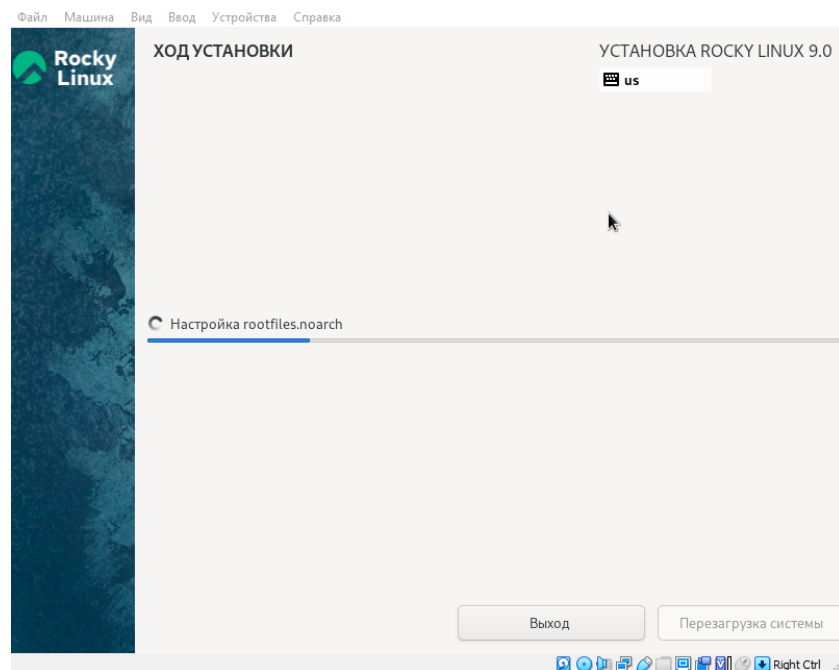 Файл Машина Вид Ввод Устройства Справка
Rocky
Linux
ХОД УСТАНОВКИ
УСТАНОВКА ROCKY LINUX 9.0
us
Настройка rootfiles.noarch
Выход
Перезагрузка системы
Right Ctrl